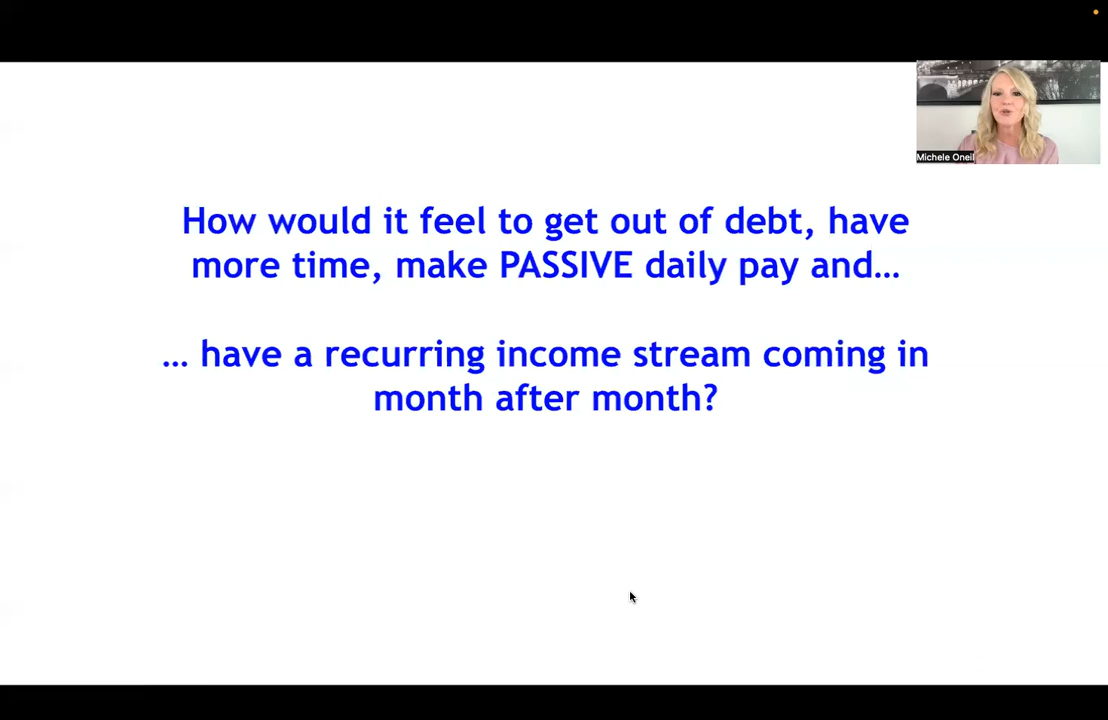 Michele Oneil
How would it feel to get out of debt, have
more time, make PASSIVE daily pay and...
... have a recurring income stream coming in
month after month?